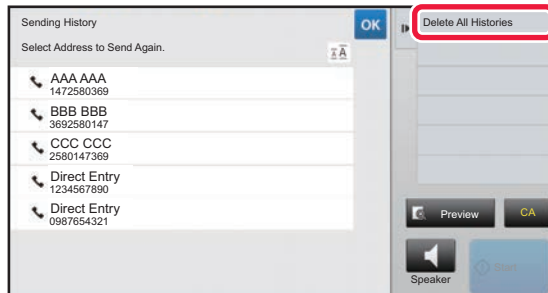 Sending History
OK
Delete All Histories
Select Address to Send Again.
AAA AAA
1472580369
BBB BBB
3692580147
CCC CCC
2580147369
Direct Entry
1234567890
Direct Entry
0987654321
Preview
CA
Speaker
Start